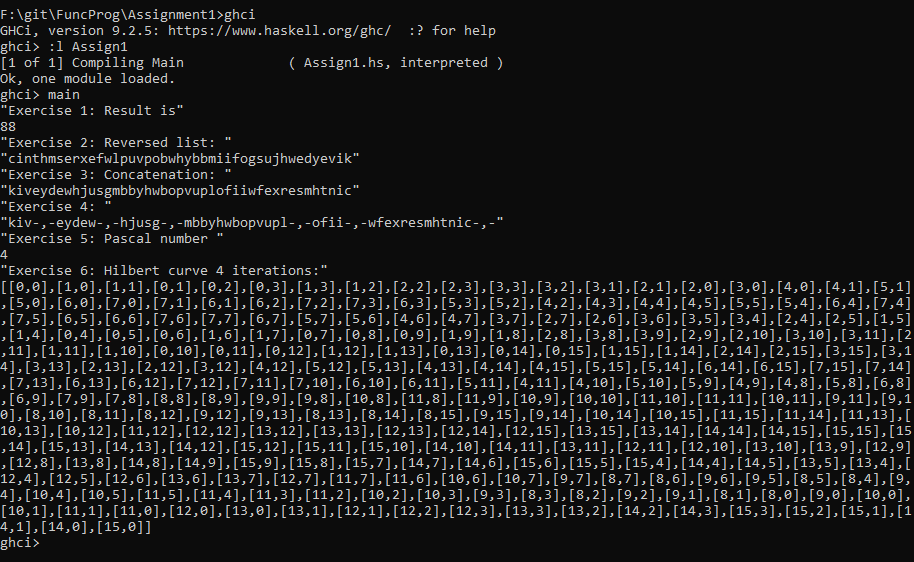 F:\git\FuncProg\Assignment1>ghci
GHCi, version 9.2.5: https://www.haskell.org/ghc/  :? for help
ghci> :l Assign1
[1 of 1] Compiling Main             ( Assign1.hs, interpreted )
Ok, one module loaded.
ghci> main
"Exercise 1: Result is"
88
"Exercise 2: Reversed list: "
"cinthmserxefwlpuvpobwhybbmiifogsujhwedyevik"
"Exercise 3: Concatenation: "
"kiveydewhjusgmbbyhwbopvuplofiiwfexresmhtnic"
"Exercise 4: "
"kiv-,-eydew-,-hjusg-,-mbbyhwbopvupl-,-ofii-,-wfexresmhtnic-,-"
"Exercise 5: Pascal number "
4
"Exercise 6: Hilbert curve 4 iterations:"
[[0,0],[1,0],[1,1],[0,1],[0,2],[0,3],[1,3],[1,2],[2,2],[2,3],[3,3],[3,2],[3,1],[2,1],[2,0],[3,0],[4,0],[4,1],[5,1]
,[5,0],[6,0],[7,0],[7,1],[6,1],[6,2],[7,2],[7,3],[6,3],[5,3],[5,2],[4,2],[4,3],[4,4],[4,5],[5,5],[5,4],[6,4],[7,4]
,[7,5],[6,5],[6,6],[7,6],[7,7],[6,7],[5,7],[5,6],[4,6],[4,7],[3,7],[2,7],[2,6],[3,6],[3,5],[3,4],[2,4],[2,5],[1,5]
,[1,4],[0,4],[0,5],[0,6],[1,6],[1,7],[0,7],[0,8],[0,9],[1,9],[1,8],[2,8],[3,8],[3,9],[2,9],[2,10],[3,10],[3,11],[2
,11],[1,11],[1,10],[0,10],[0,11],[0,12],[1,12],[1,13],[0,13],[0,14],[0,15],[1,15],[1,14],[2,14],[2,15],[3,15],[3,1
4],[3,13],[2,13],[2,12],[3,12],[4,12],[5,12],[5,13],[4,13],[4,14],[4,15],[5,15],[5,14],[6,14],[6,15],[7,15],[7,14]
,[7,13],[6,13],[6,12],[7,12],[7,11],[7,10],[6,10],[6,11],[5,11],[4,11],[4,10],[5,10],[5,9],[4,9],[4,8],[5,8],[6,8]
,[6,9],[7,9],[7,8],[8,8],[8,9],[9,9],[9,8],[10,8],[11,8],[11,9],[10,9],[10,10],[11,10],[11,11],[10,11],[9,11],[9,1
0],[8,10],[8,11],[8,12],[9,12],[9,13],[8,13],[8,14],[8,15],[9,15],[9,14],[10,14],[10,15],[11,15],[11,14],[11,13],[
10,13],[10,12],[11,12],[12,12],[13,12],[13,13],[12,13],[12,14],[12,15],[13,15],[13,14],[14,14],[14,15],[15,15],[15
,14],[15,13],[14,13],[14,12],[15,12],[15,11],[15,10],[14,10],[14,11],[13,11],[12,11],[12,10],[13,10],[13,9],[12,9]
,[12,8],[13,8],[14,8],[14,9],[15,9],[15,8],[15,7],[14,7],[14,6],[15,6],[15,5],[15,4],[14,4],[14,5],[13,5],[13,4],[
12,4],[12,5],[12,6],[13,6],[13,7],[12,7],[11,7],[11,6],[10,6],[10,7],[9,7],[8,7],[8,6],[9,6],[9,5],[8,5],[8,4],[9,
4],[10,4],[10,5],[11,5],[11,4],[11,3],[11,2],[10,2],[10,3],[9,3],[8,3],[8,2],[9,2],[9,1],[8,1],[8,0],[9,0],[10,0],
[10,1],[11,1],[11,0],[12,0],[13,0],[13,1],[12,1],[12,2],[12,3],[13,3],[13,2],[14,2],[14,3],[15,3],[15,2],[15,1],[1
4,1],[14,0],[15,0]]
ghci>